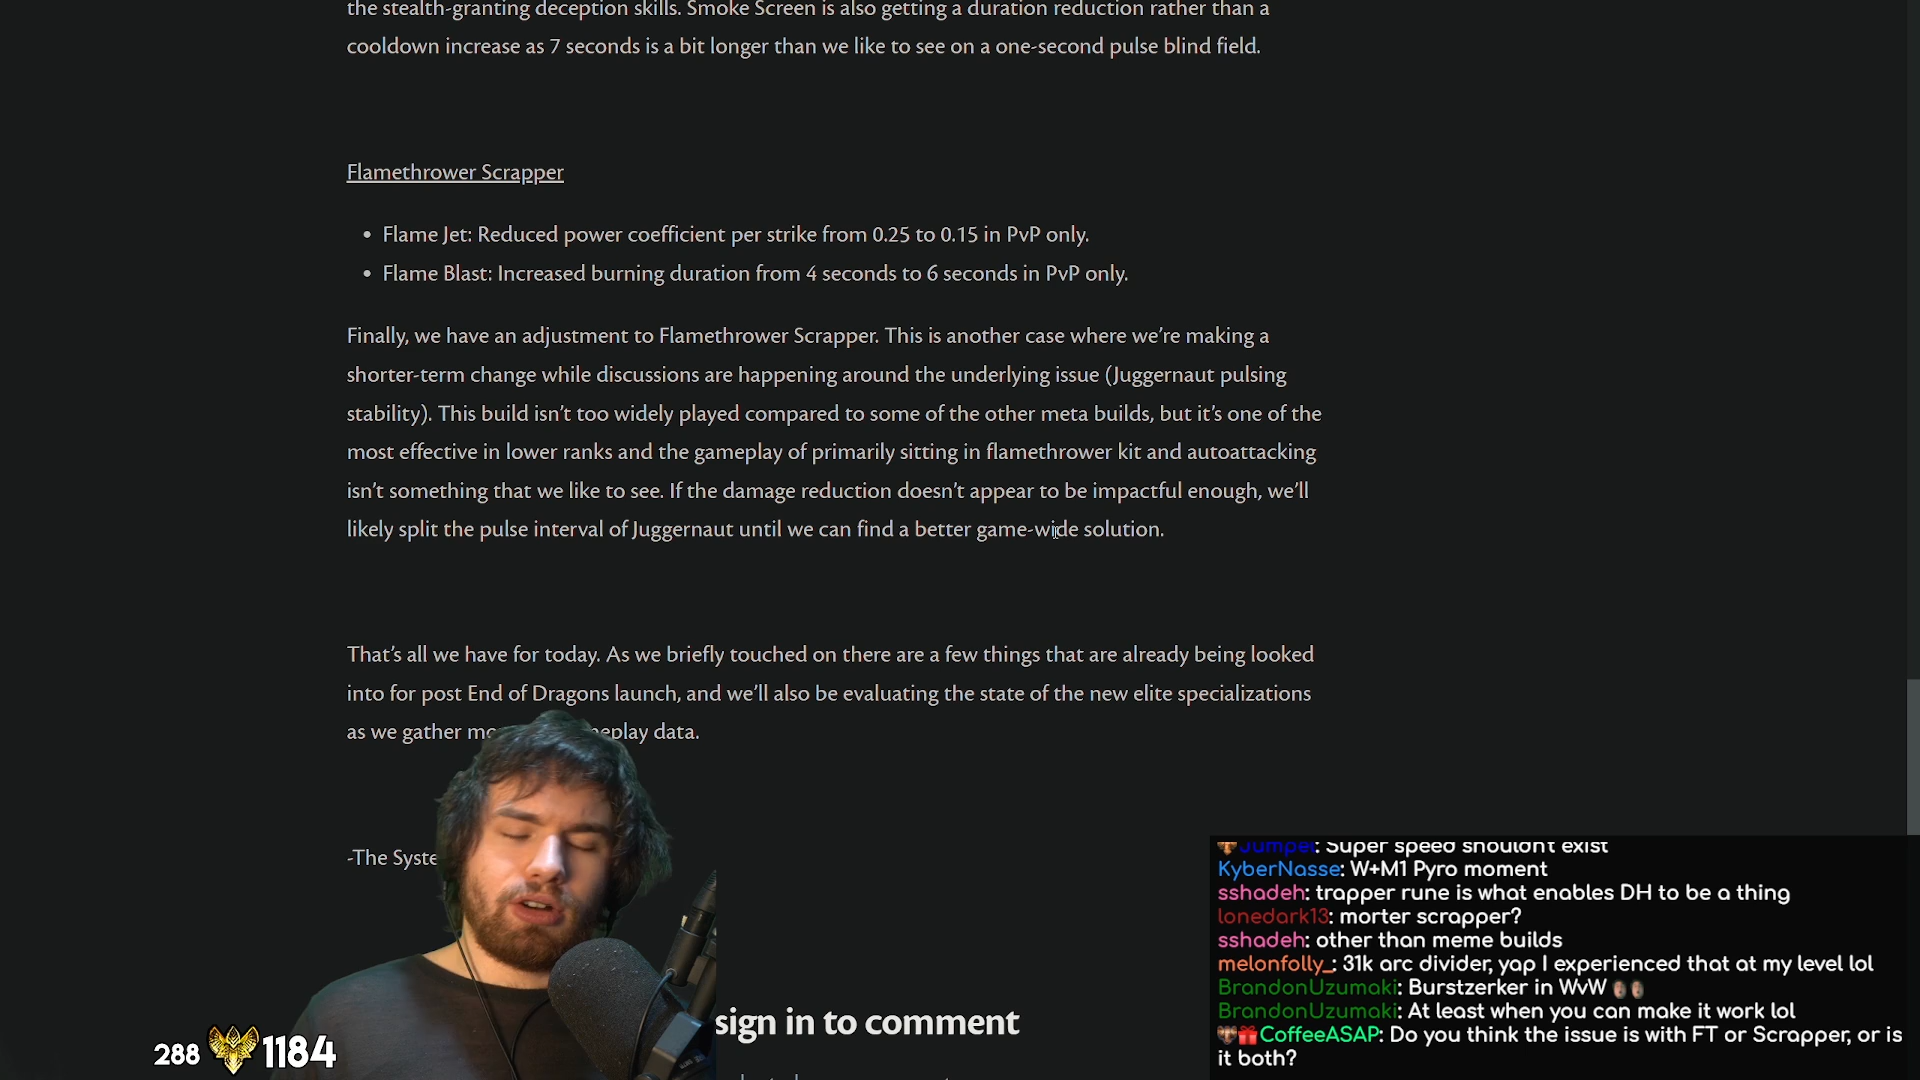 the stealth-granting deception skills. Smoke Screen is also getting a duration reduction rather than a
cooldown increase as 7 seconds is a bit longer than we like to see on a one-second pulse blind field.
Flamethrower Scrapper
• Flame Jet: Reduced power coefficient per strike from 0.25 to 0.15 in PvP only.
• Flame Blast: Increased burning duration from 4 seconds to 6 seconds in PvP only.
Finally, we have an adjustment to Flamethrower Scrapper. This is another case where we’re making a
shorter-term change while discussions are happening around the underlying issue (Juggernaut pulsing
stability). This build isn’t too widely played compared to some of the other meta builds, but it’s one of the
most effective in lower ranks and the gameplay of primarily sitting in flamethrower kit and autoattacking
isn’t something that we like to see. If the damage reduction doesn’t appear to be impactful enough, we’ll
likely split the pulse interval of Juggernaut until we can find a better game-wide solution.
That’s all we have for today. As we briefly touched on there are a few things that are already being looked
into for post End of Dragons launch, and we’ll also be evaluating the state of the new elite specializations
as we gather data.
-The
sign in to comment
288 1184
Jumper: Super speed shouldnt exist
KyberNasse: W+M1 Pyro moment
sshadeh: trapper rune is what enables DH to be a thing
lonedark13: morter scrapper?
sshadeh: other than meme builds
melonfolly_: 31k arc divider, yap I experienced that at my level lol
BrandonUzumaki: Burstzerker in WvW
BrandonUzumaki: At least when you can make it work lol
CoffeeASAP: Do you think the issue is with FT or Scrapper, or is
it both?